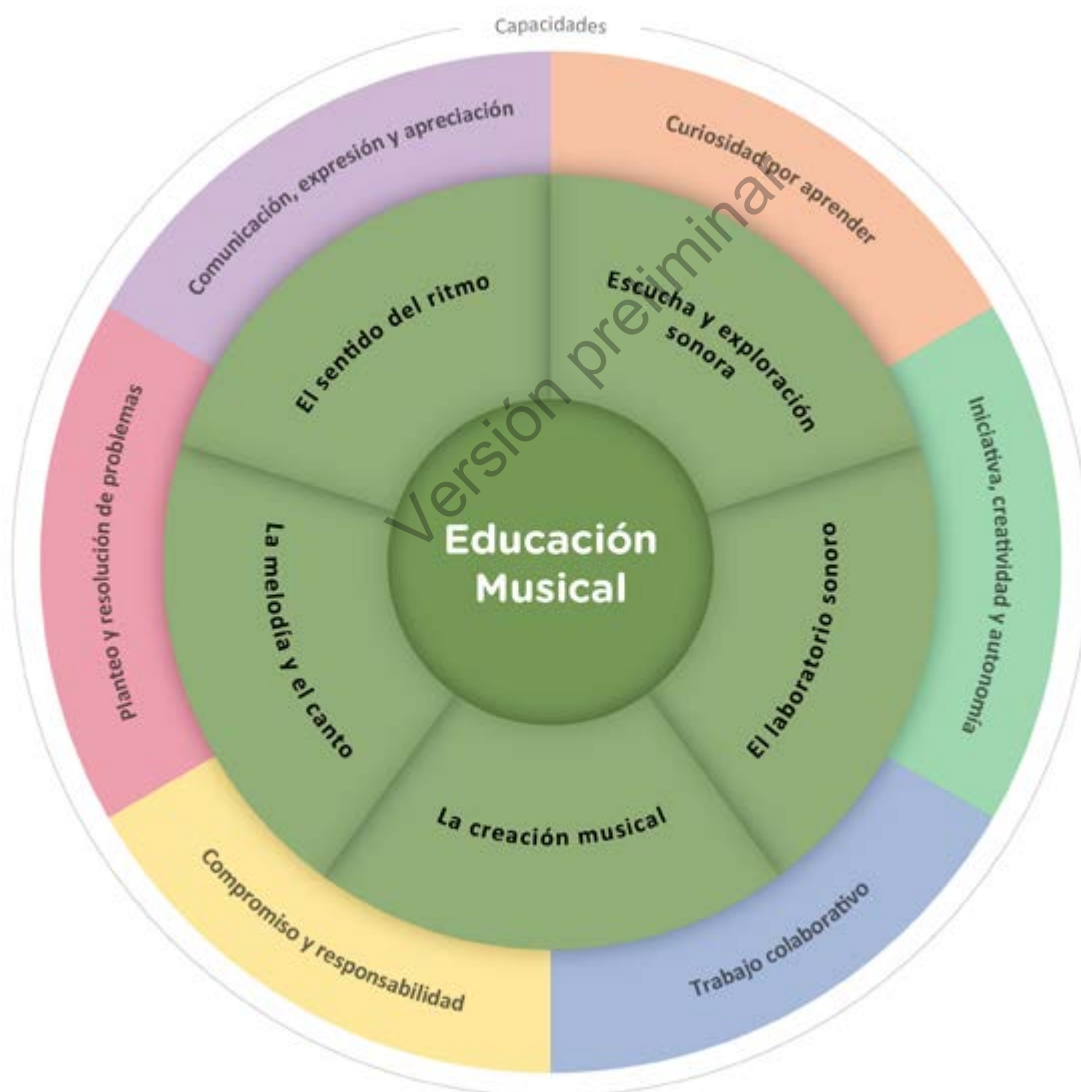 Capacidades
Comunicación, expresión y apreciación
Curiosidad por aprender
Iniciativa, creatividad y autonomía
Trabajo colaborativo
Compromiso y responsabilidad
Planteo y resolución de problemas
El sentido del ritmo
Escucha y exploración
sonora
El laboratorio sonoro
La creación musical
La melodía y el canto
Educación
Musical
Versión preliminar